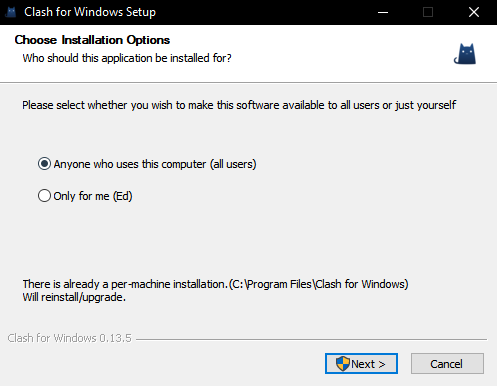 Clash for Windows Setup
Choose Installation Options
Who should this application be installed for?
Please select whether you wish to make this software available to all users or just yourself
Anyone who uses this computer (all users)
Only for me (Ed)
There is already a per-machine installation.(C:\Program Files\Clash for Windows)
Will reinstall/upgrade.
Clash for Windows 0.13.5
Next >
Cancel